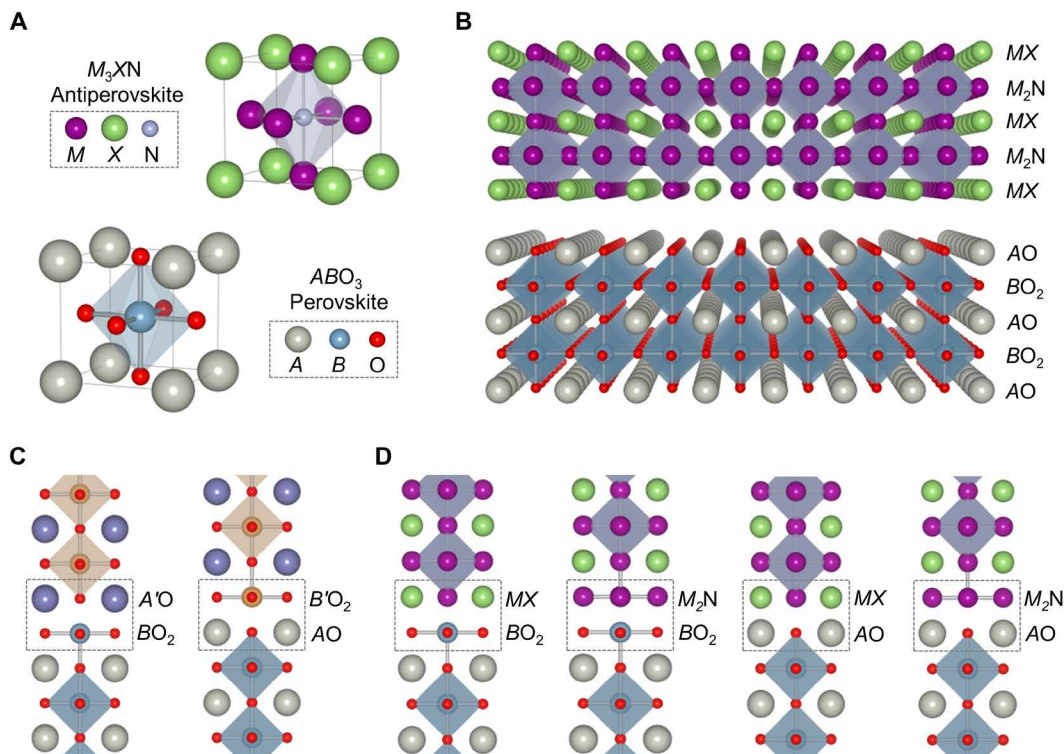 A
M₃XN
Antiperovskite
M X N
ABO₃
Perovskite
A B O
B
MX
M₂N
MX
M₂N
MX
AO
BO₂
AO
BO₂
AO
C
A′O
BO₂
B′O₂
AO
D
MX
BO₂
M₂N
BO₂
MX
AO
M₂N
AO